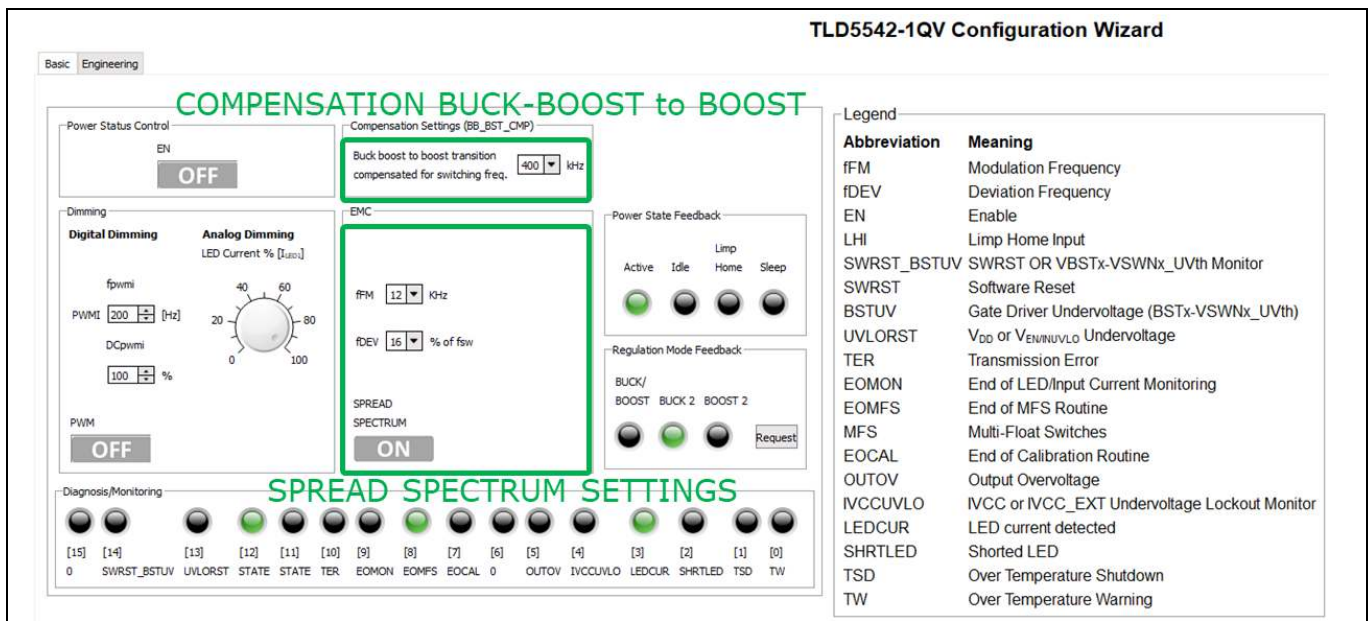 TLD5542-1QV Configuration Wizard
Basic Engineering
COMPENSATION BUCK-BOOST to BOOST
Power Status Control
EN
OFF
Compensation Settings (BB_BST_CMP)
Buck boost to boost transition
compensated for switching freq.
400 kHz
Dimming
Digital Dimming
Analog Dimming
LED Current % [ILED1]
fpwmi
PWMI 200 [Hz]
DCpwmi
100 %
0 20 40 60 80 100
PWM
OFF
EMC
fFM 12 KHz
fDEV 16 % of fsw
SPREAD
SPECTRUM
ON
Power State Feedback
Active Idle Limp Home Sleep
Regulation Mode Feedback
BUCK/
BOOST BUCK 2 BOOST 2
Request
SPREAD SPECTRUM SETTINGS
Diagnosis/Monitoring
[15] [14] [13] [12] [11] [10] [9] [8] [7] [6] [5] [4] [3] [2] [1] [0]
0 SWRST_BSTUV UVLORST STATE STATE TER EOMON EOMFS EOCAL 0 OUTOV IVCCUVLO LEDCUR SHRTLED TSD TW
Legend
Abbreviation Meaning
fFM Modulation Frequency
fDEV Deviation Frequency
EN Enable
LHI Limp Home Input
SWRST_BSTUV SWRST OR VBSTx-VSWNx_UVth Monitor
SWRST Software Reset
BSTUV Gate Driver Undervoltage (BSTx-VSWNx_UVth)
UVLORST VDD or VEN/INUVLO Undervoltage
TER Transmission Error
EOMON End of LED/Input Current Monitoring
EOMFS End of MFS Routine
MFS Multi-Float Switches
EOCAL End of Calibration Routine
OUTOV Output Overvoltage
IVCCUVLO IVCC or IVCC_EXT Undervoltage Lockout Monitor
LEDCUR LED current detected
SHRTLED Shorted LED
TSD Over Temperature Shutdown
TW Over Temperature Warning